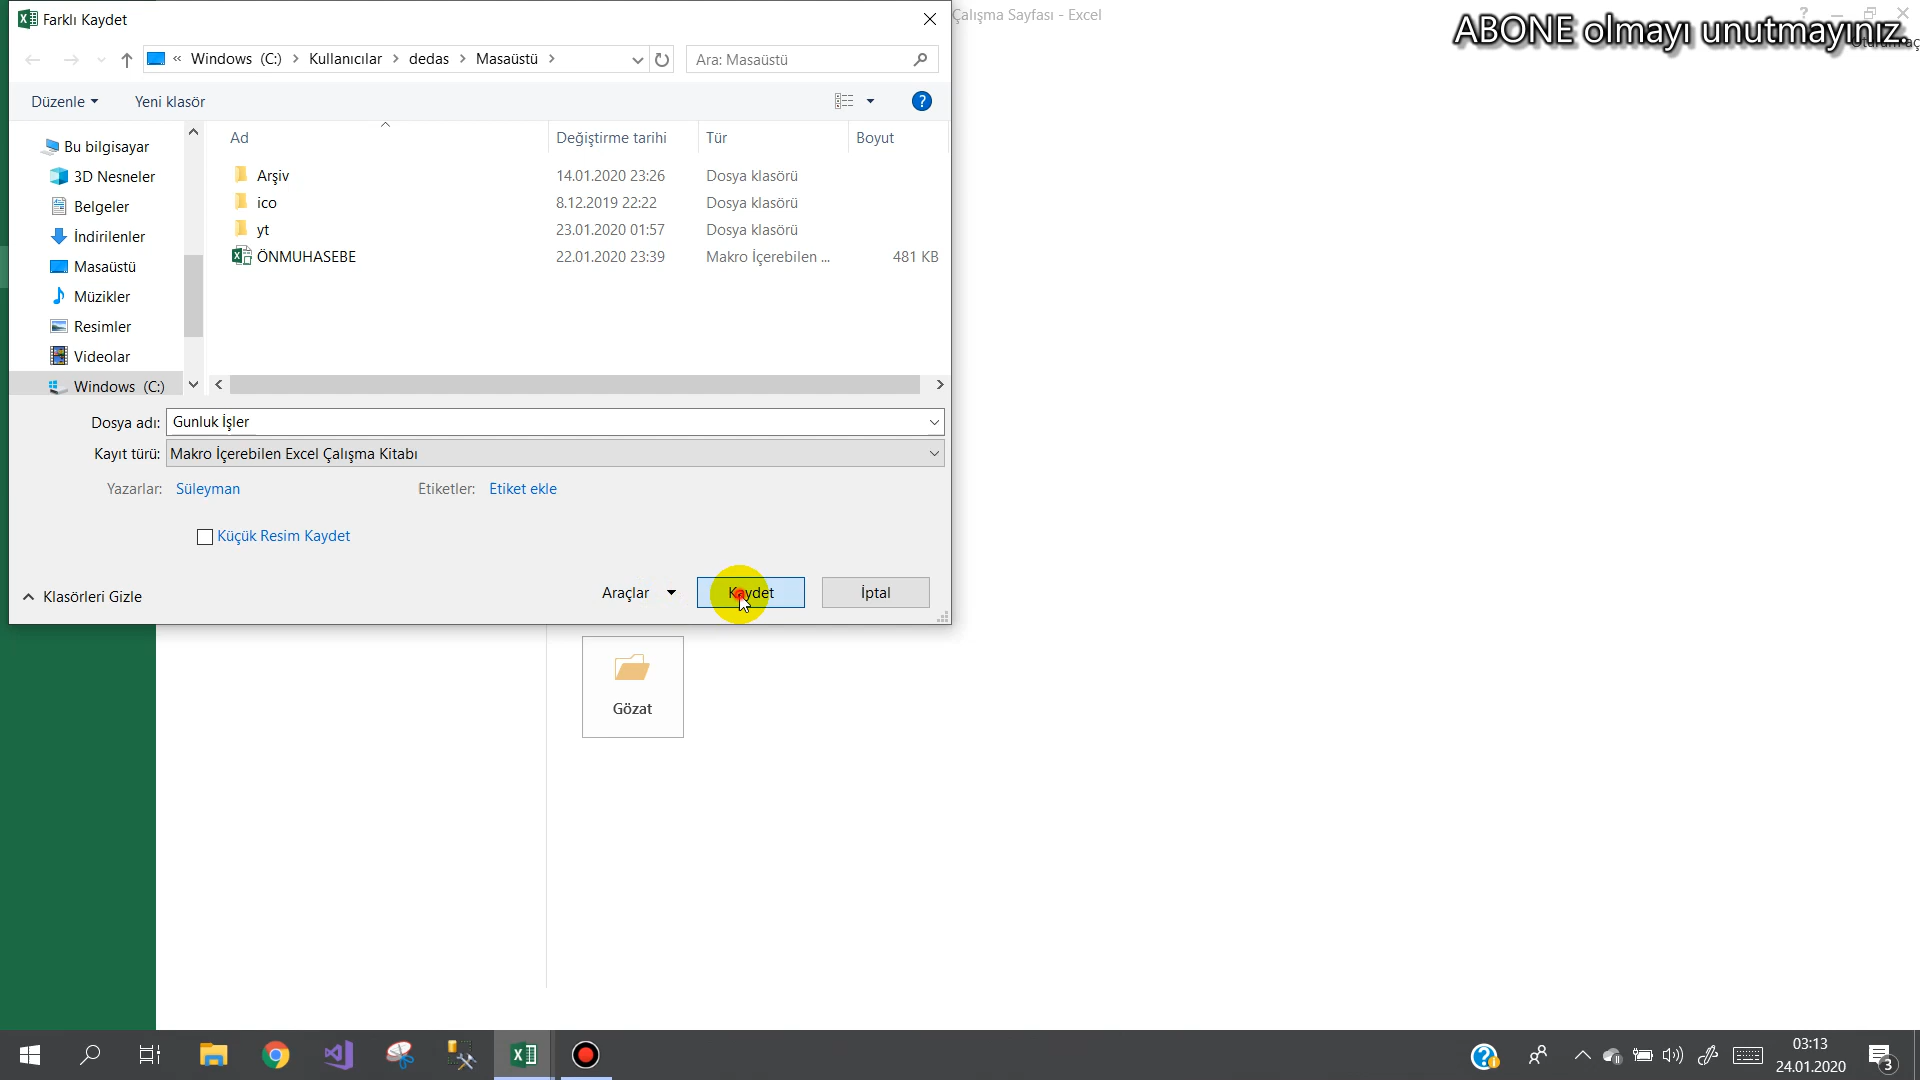 Farklı Kaydet
Çalışma Sayfası - Excel
ABONE olmayı unutmayınız.
« Windows (C:) > Kullanıcılar > dedas > Masaüstü >
Ara: Masaüstü
Düzenle
Yeni klasör
Ad
Değiştirme tarihi
Tür
Boyut
Bu bilgisayar
3D Nesneler
Belgeler
İndirilenler
Masaüstü
Müzikler
Resimler
Videolar
Windows (C:)
Arşiv 14.01.2020 23:26 Dosya klasörü
ico 8.12.2019 22:22 Dosya klasörü
yt 23.01.2020 01:57 Dosya klasörü
ÖNMUHASEBE 22.01.2020 23:39 Makro İçerebilen ... 481 KB
Dosya adı: Gunluk İşler
Kayıt türü: Makro İçerebilen Excel Çalışma Kitabı
Yazarlar: Süleyman
Etiketler: Etiket ekle
Küçük Resim Kaydet
Klasörleri Gizle
Araçlar
Kaydet
İptal
Gözat
03:13
24.01.2020
3